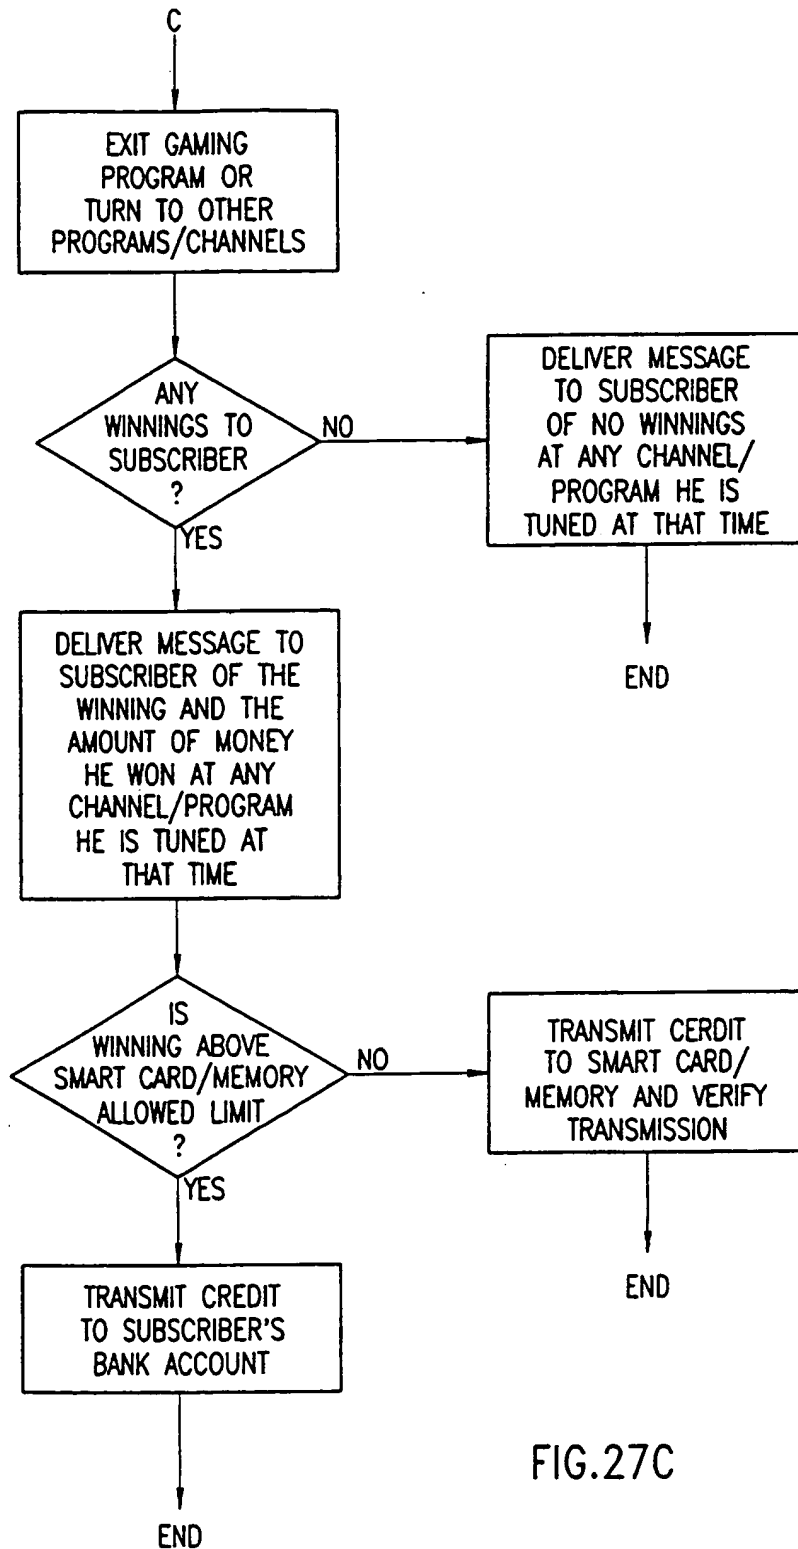 C
EXIT GAMING
PROGRAM OR
TURN TO OTHER
PROGRAMS/CHANNELS
ANY
WINNINGS TO
SUBSCRIBER
?
NO
DELIVER MESSAGE
TO SUBSCRIBER
OF NO WINNINGS
AT ANY CHANNEL/
PROGRAM HE IS
TUNED AT THAT TIME
END
YES
DELIVER MESSAGE TO
SUBSCRIBER OF THE
WINNING AND THE
AMOUNT OF MONEY
HE WON AT ANY
CHANNEL/PROGRAM
HE IS TUNED AT
THAT TIME
IS
WINNING ABOVE
SMART CARD/MEMORY
ALLOWED LIMIT
?
NO
TRANSMIT CERDIT
TO SMART CARD/
MEMORY AND VERIFY
TRANSMISSION
END
YES
TRANSMIT CREDIT
TO SUBSCRIBER'S
BANK ACCOUNT
END
FIG.27C